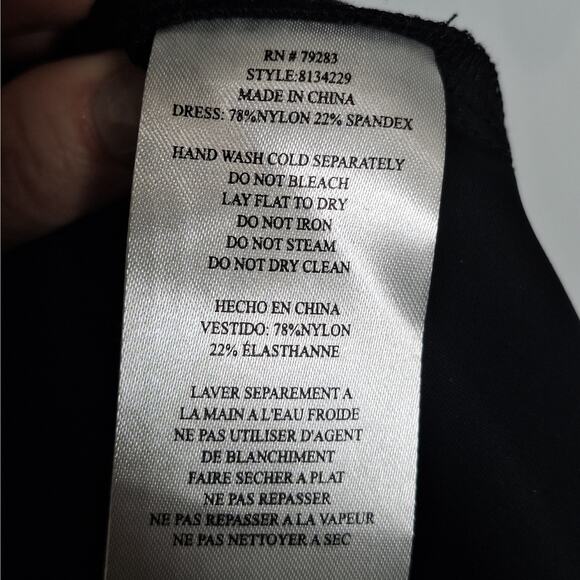 RN # 79283
STYLE:8134229
MADE IN CHINA
DRESS: 78%NYLON 22% SPANDEX
HAND WASH COLD SEPARATELY
DO NOT BLEACH
LAY FLAT TO DRY
DO NOT IRON
DO NOT STEAM
DO NOT DRY CLEAN
HECHO EN CHINA
VESTIDO: 78%NYLON
22% ÉLASTHANNE
LAVER SEPAREMENT A
LA MAIN A L'EAU FROIDE
NE PAS UTILISER D'AGENT
DE BLANCHIMENT
FAIRE SECHER A PLAT
NE PAS REPASSER
NE PAS REPASSER A LA VAPEUR
NE PAS NETTOYER A SEC